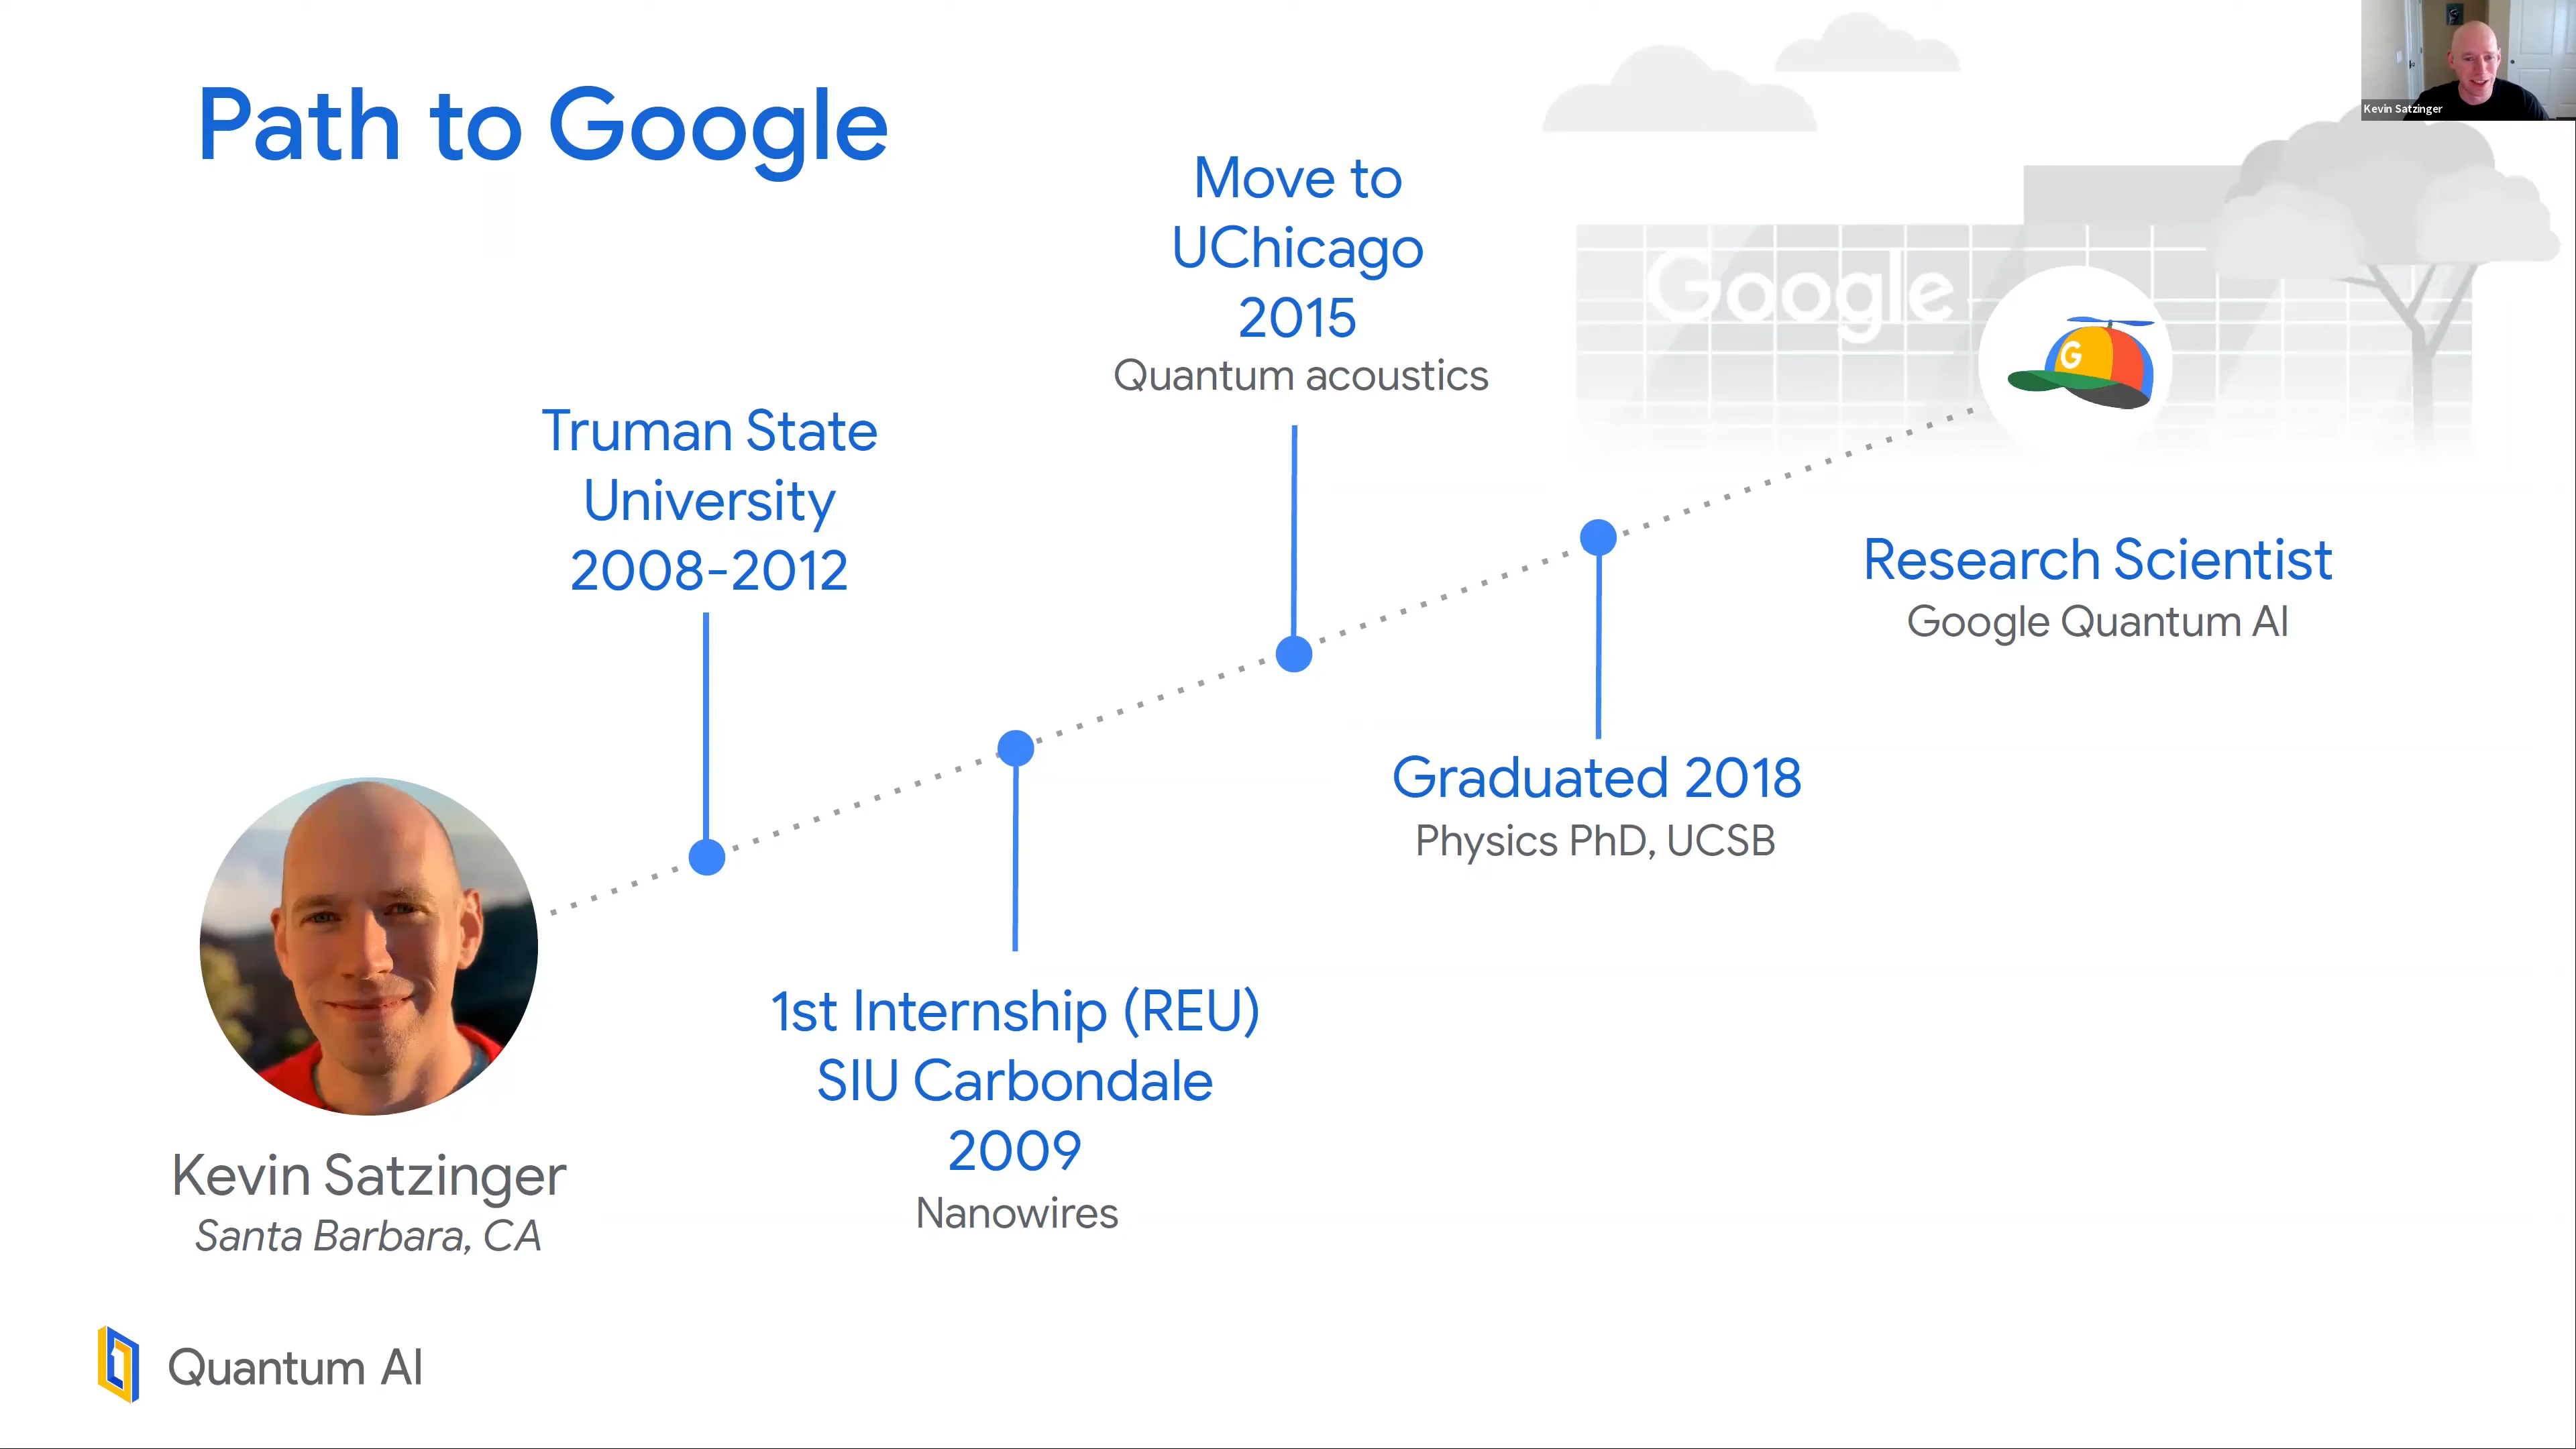 Path to Google
Kevin Satzinger
Move to
UChicago
2015
Quantum acoustics
Google
G
Truman State
University
2008-2012
Research Scientist
Google Quantum AI
Graduated 2018
Physics PhD, UCSB
1st Internship (REU)
SIU Carbondale
2009
Nanowires
Kevin Satzinger
Santa Barbara, CA
Quantum AI